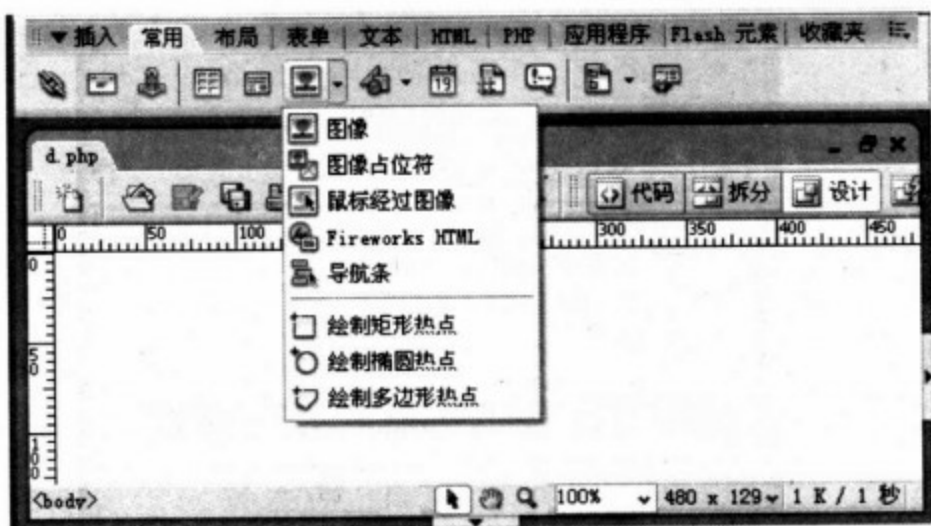 ▼插入 常用 布局 表单 文本 HTML PHP 应用程序 Flash 元素 收藏夹
19
图像
d.php
图像占位符
鼠标经过图像
代码 拆分 设计
Fireworks HTML
0 50 100 300 350 400 450
导航条
0
绘制矩形热点
50
绘制椭圆热点
绘制多边形热点
100
<body> 100% 480 x 129 1 K / 1 秒